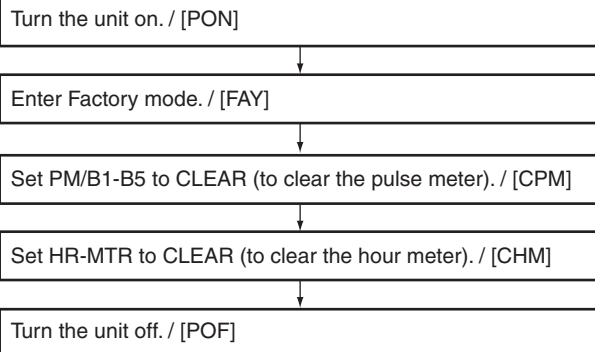 Turn the unit on. / [PON]
Enter Factory mode. / [FAY]
Set PM/B1-B5 to CLEAR (to clear the pulse meter). / [CPM]
Set HR-MTR to CLEAR (to clear the hour meter). / [CHM]
Turn the unit off. / [POF]